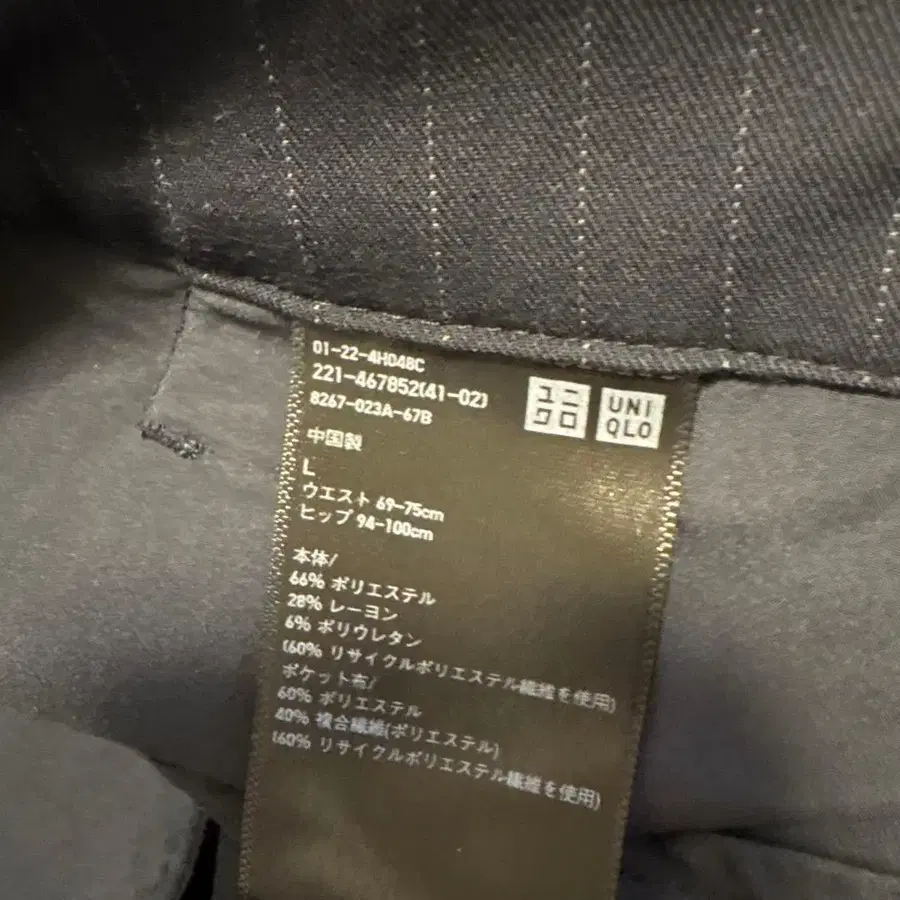 01-22-4H048C
221-467852(41-02)
8267-023A-67B
ユニ
クロ
UNI
QLO
中国製
L
ウエスト 69-75cm
ヒップ 94-100cm
本体/
66% ポリエステル
28% レーヨン
6% ポリウレタン
(60% リサイクルポリエステル繊維を使用)
ポケット布/
60% ポリエステル
40% 複合繊維(ポリエステル)
(60% リサイクルポリエステル繊維を使用)